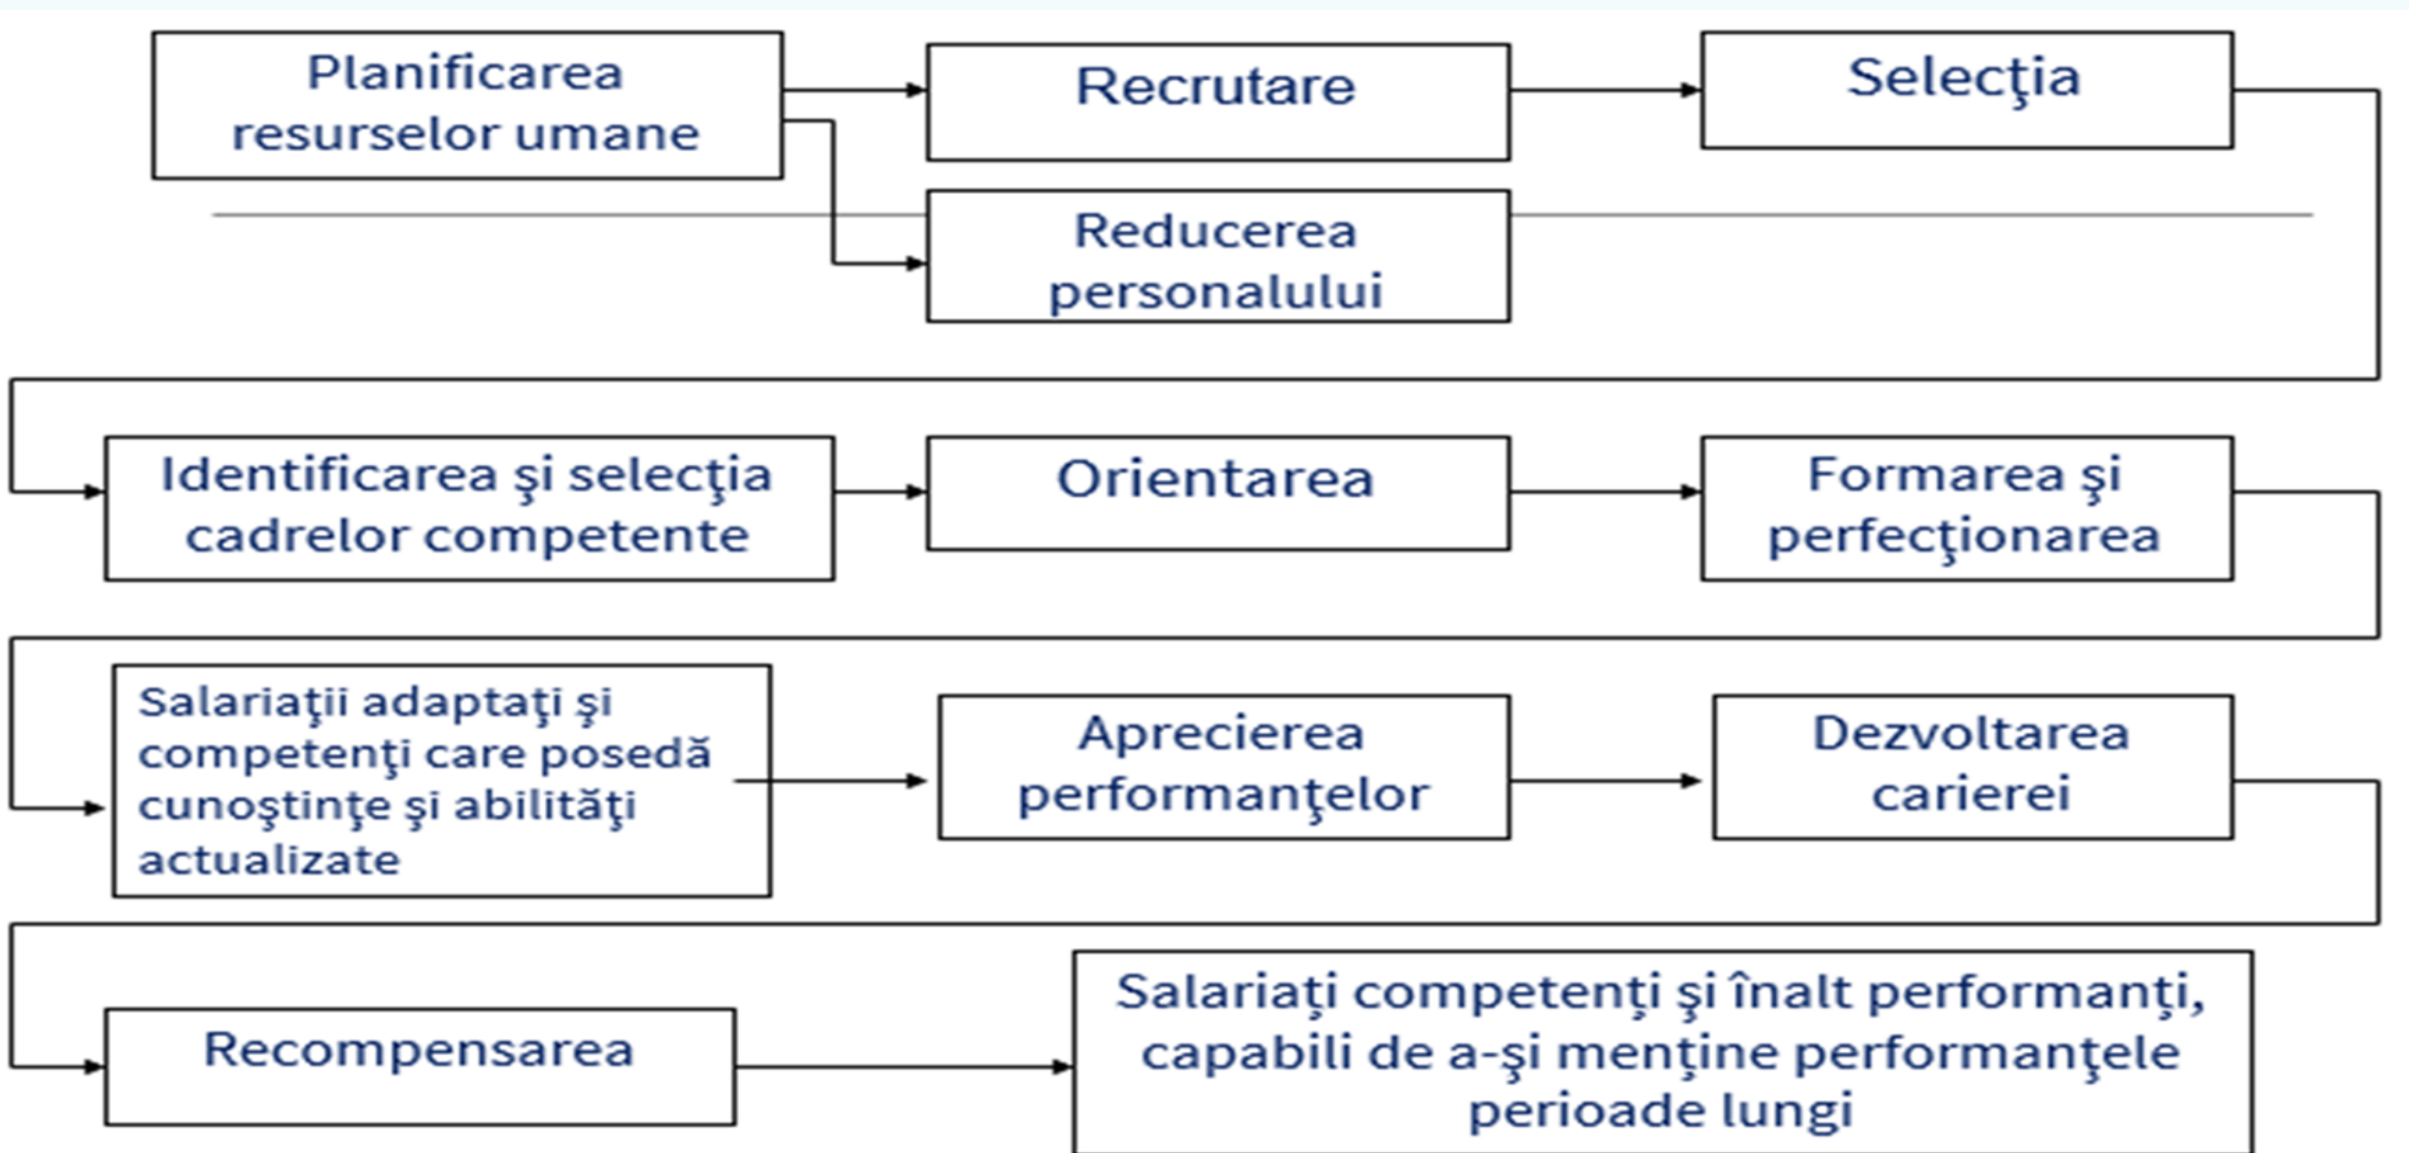 Planificarea
resurselor umane
Recrutare
Selecţia
Reducerea
personalului
Identificarea şi selecţia
cadrelor competente
Orientarea
Formarea şi
perfecţionarea
Salariaţii adaptaţi şi
competenţi care posedă
cunoştinţe şi abilităţi
actualizate
Aprecierea
performanţelor
Dezvoltarea
carierei
Recompensarea
Salariaţi competenţi şi înalt performanţi,
capabili de a-şi menţine performanţele
perioade lungi